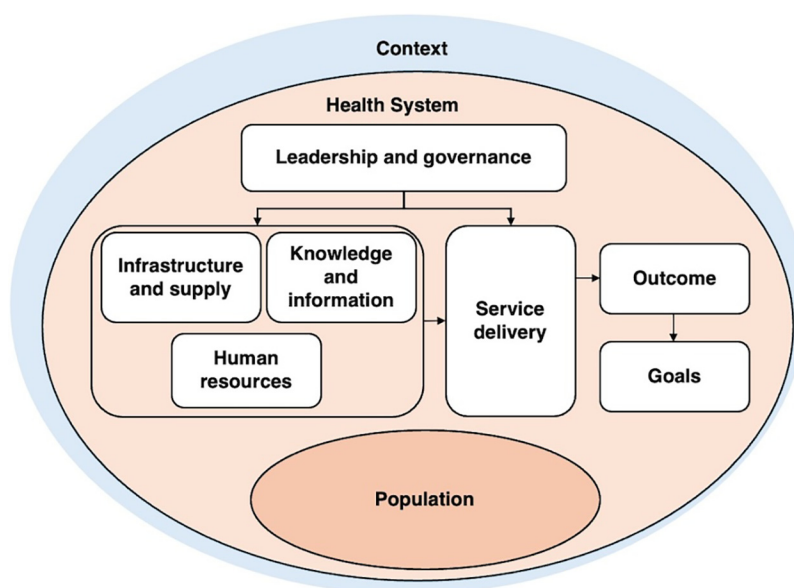 Context
Health System
Leadership and governance
Infrastructure
and supply
Knowledge
and
information
Human
resources
Service
delivery
Outcome
Goals
Population